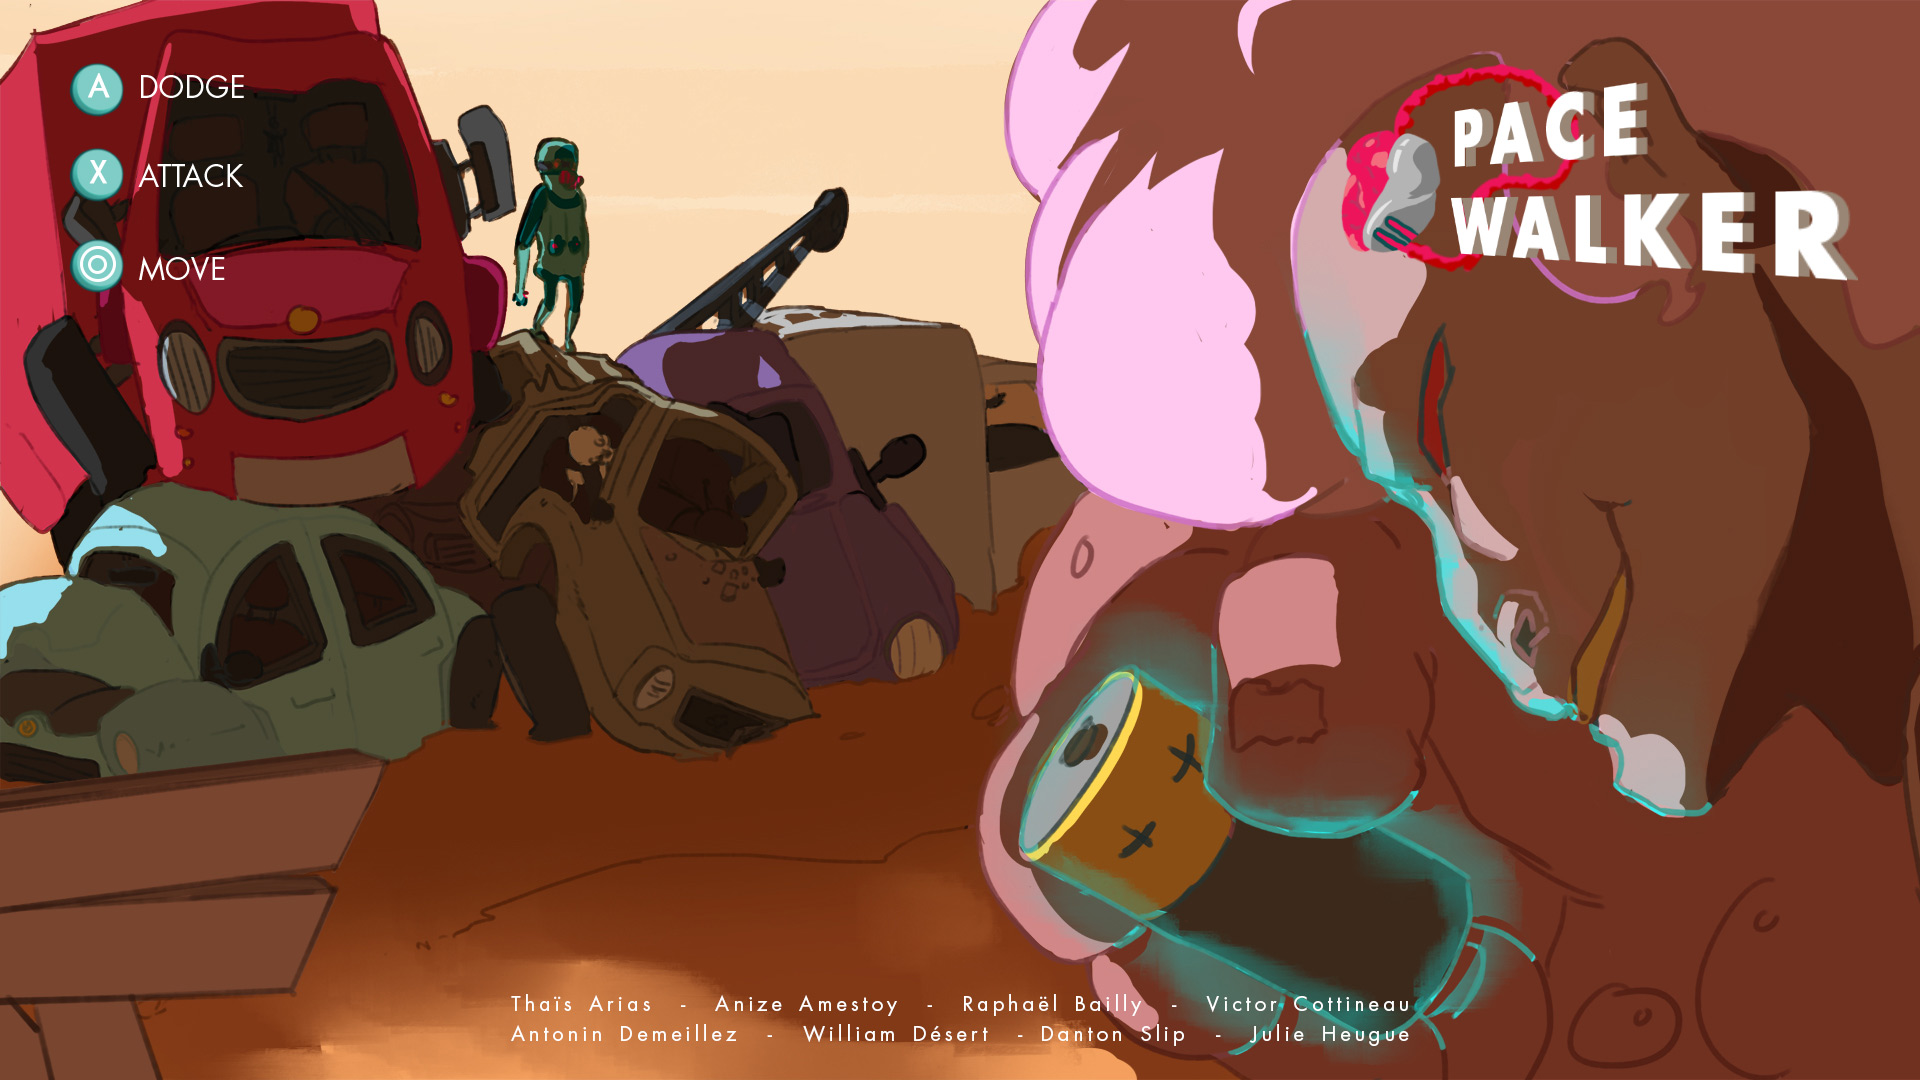 A DODGE
X ATTACK
MOVE
PACE
WALKER
Thaïs Arias - Anize Amestoy - Raphaël Bailly - Victor Cottineau
Antonin Demeillez - William Désert - Danton Slip - Julie Heugue